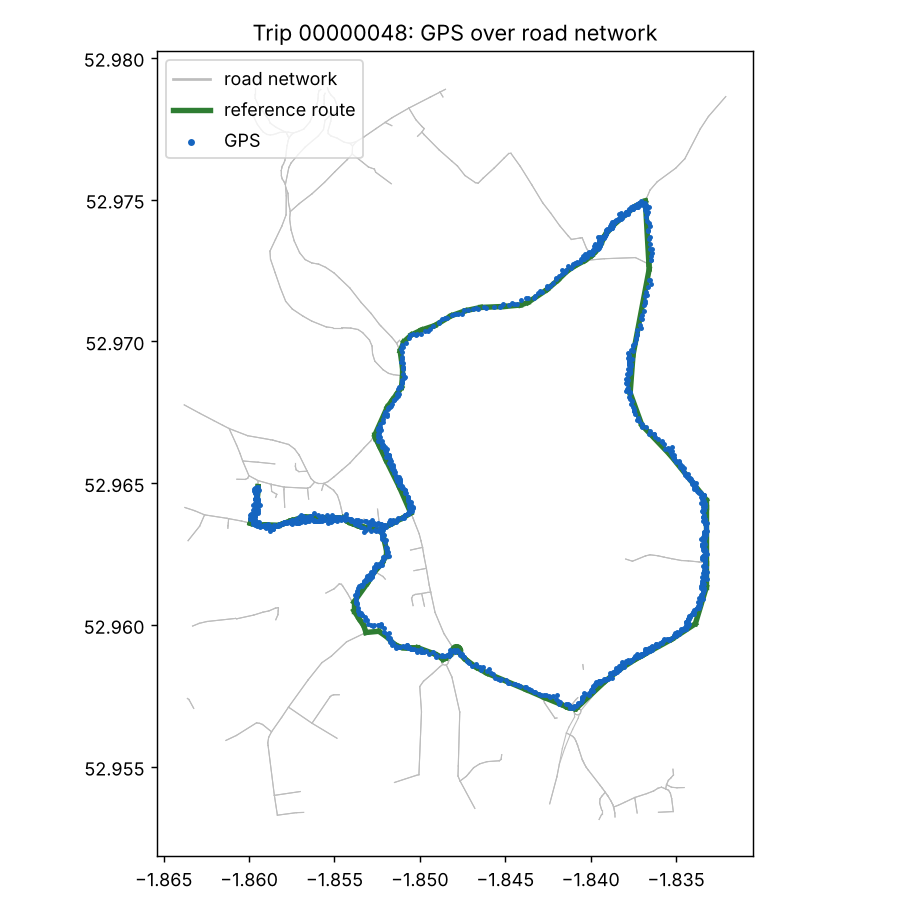 Trip 00000048: GPS over road network
road network
reference route
GPS
52.980
52.975
52.970
52.965
52.960
52.955
−1.865 −1.860 −1.855 −1.850 −1.845 −1.840 −1.835